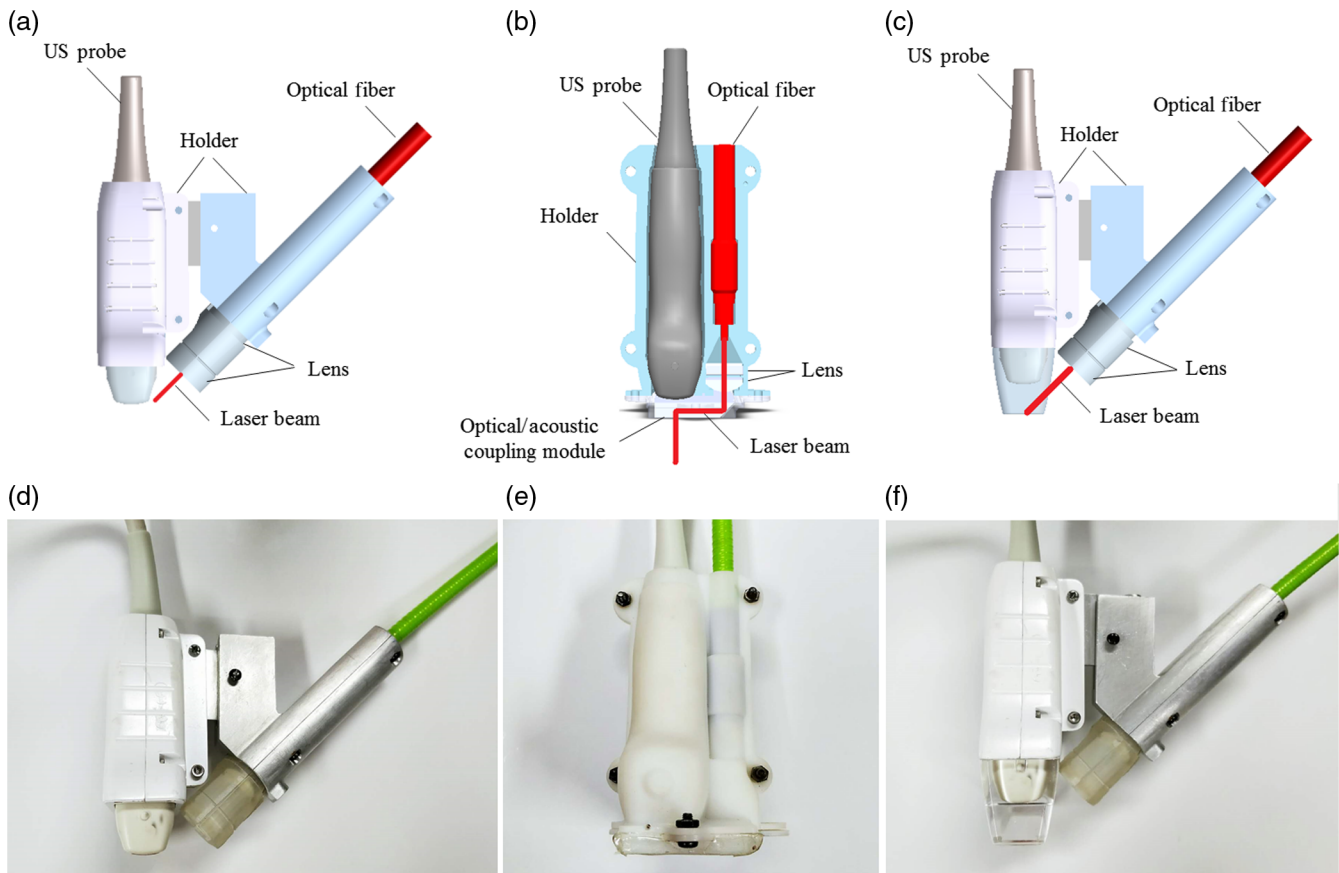 (a)
US probe
Optical fiber
Holder
Lens
Laser beam
(b)
US probe
Optical fiber
Holder
Lens
Optical/acoustic
coupling module
Laser beam
(c)
US probe
Optical fiber
Holder
Lens
Laser beam
(d)
(e)
(f)